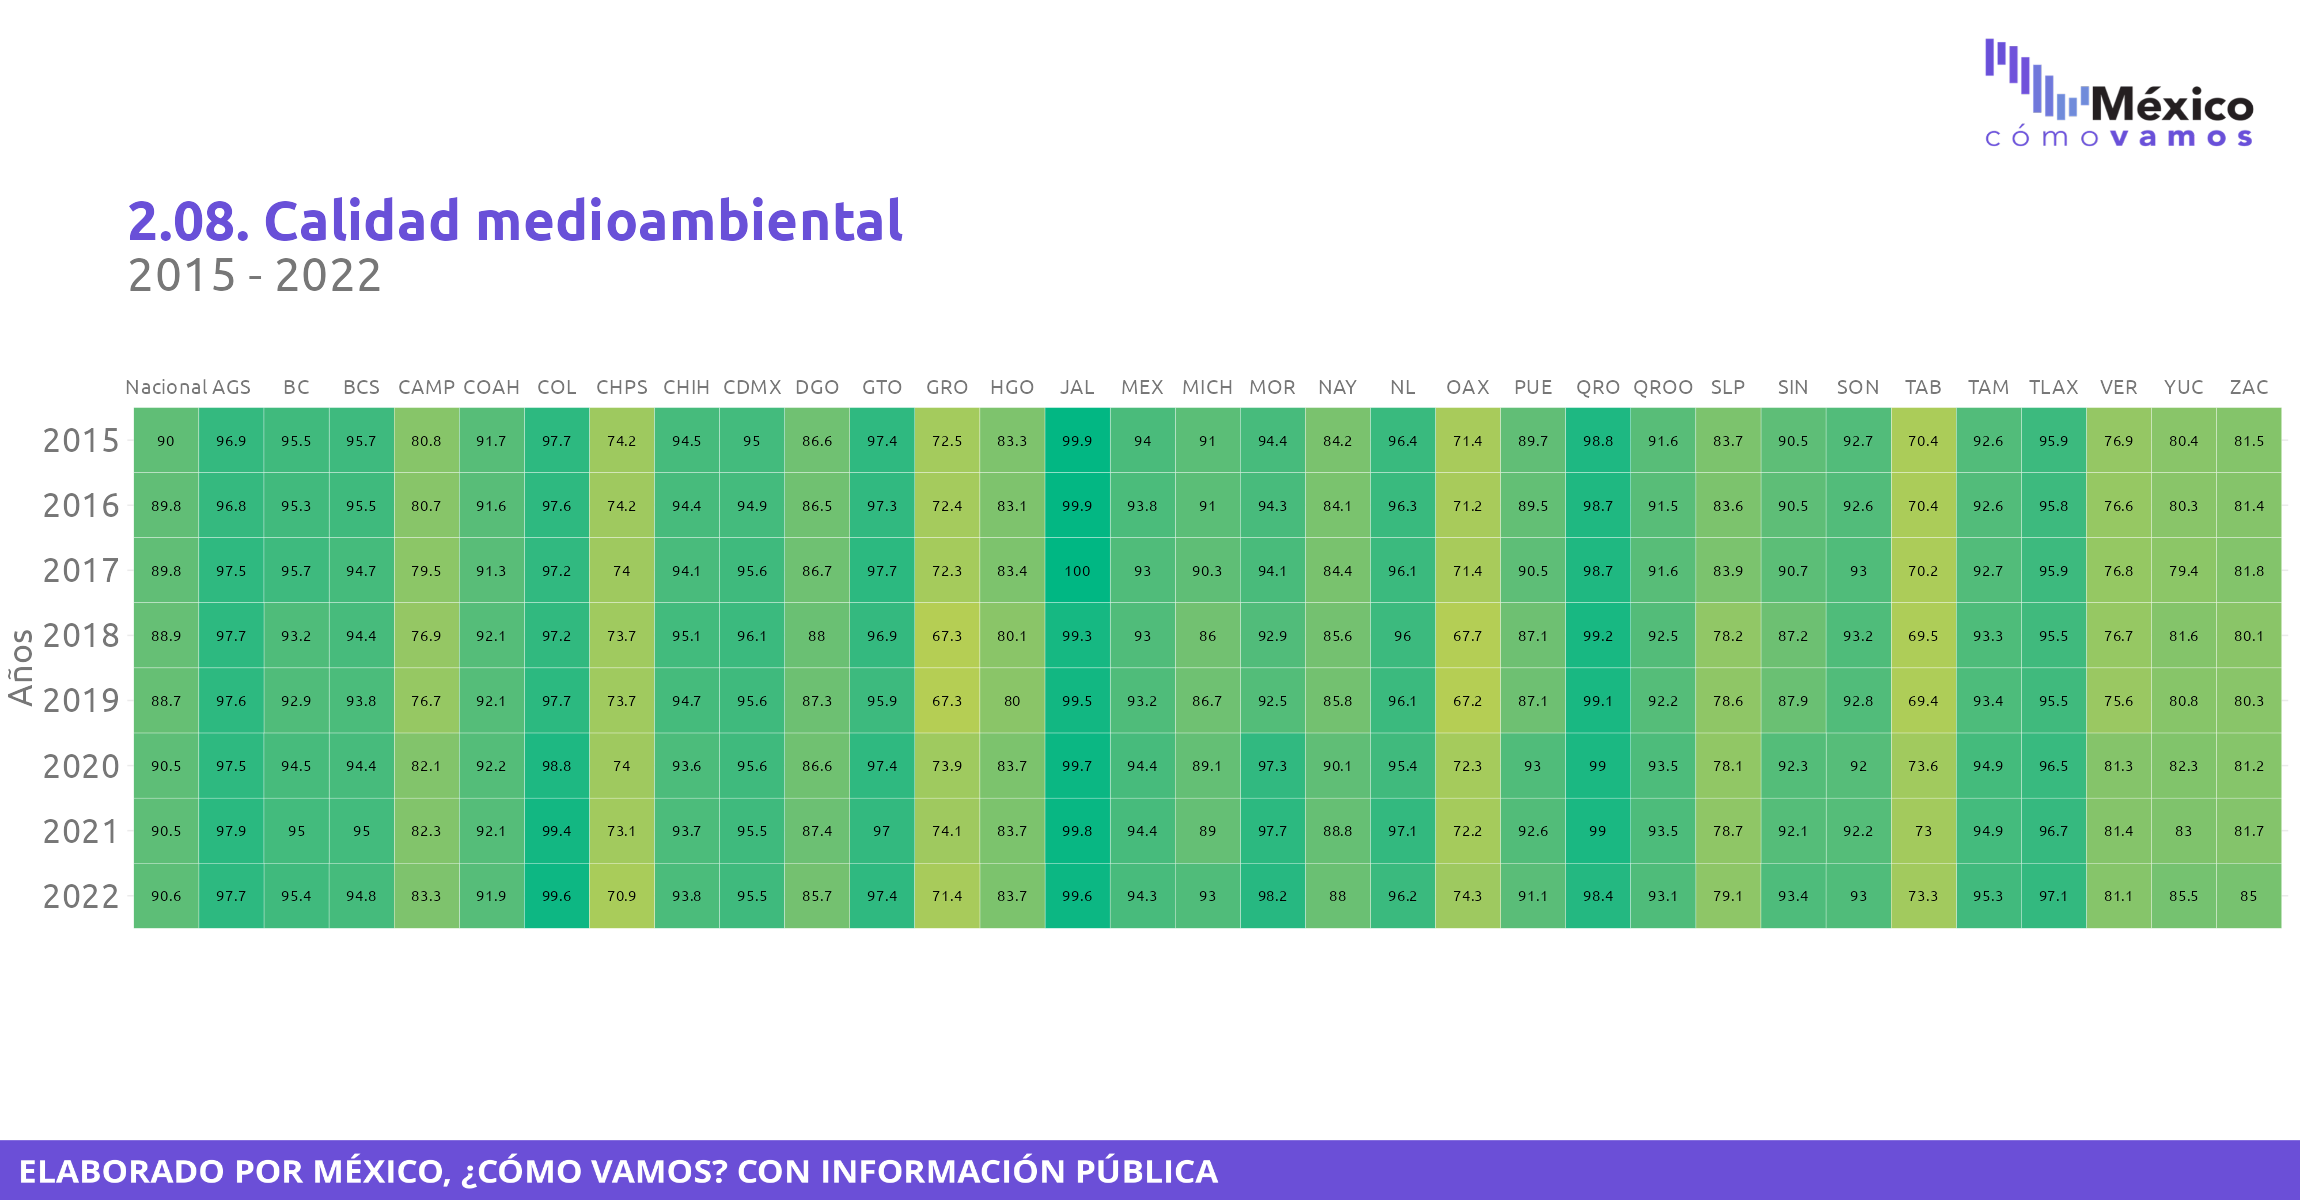 México
cómovamos
2.08. Calidad medioambiental
2015 - 2022
Nacional AGS BC BCS CAMP COAH COL CHPS CHIH CDMX DGO GTO GRO HGO JAL MEX MICH MOR NAY NL OAX PUE QRO QROO SLP SIN SON TAB TAM TLAX VER YUC ZAC
2015 90 96.9 95.5 95.7 80.8 91.7 97.7 74.2 94.5 95 86.6 97.4 72.5 83.3 99.9 94 91 94.4 84.2 96.4 71.4 89.7 98.8 91.6 83.7 90.5 92.7 70.4 92.6 95.9 76.9 80.4 81.5
2016 89.8 96.8 95.3 95.5 80.7 91.6 97.6 74.2 94.4 94.9 86.5 97.3 72.4 83.1 99.9 93.8 91 94.3 84.1 96.3 71.2 89.5 98.7 91.5 83.6 90.5 92.6 70.4 92.6 95.8 76.6 80.3 81.4
2017 89.8 97.5 95.7 94.7 79.5 91.3 97.2 74 94.1 95.6 86.7 97.7 72.3 83.4 100 93 90.3 94.1 84.4 96.1 71.4 90.5 98.7 91.6 83.9 90.7 93 70.2 92.7 95.9 76.8 79.4 81.8
2018 88.9 97.7 93.2 94.4 76.9 92.1 97.2 73.7 95.1 96.1 88 96.9 67.3 80.1 99.3 93 86 92.9 85.6 96 67.7 87.1 99.2 92.5 78.2 87.2 93.2 69.5 93.3 95.5 76.7 81.6 80.1
Años
2019 88.7 97.6 92.9 93.8 76.7 92.1 97.7 73.7 94.7 95.6 87.3 95.9 67.3 80 99.5 93.2 86.7 92.5 85.8 96.1 67.2 87.1 99.1 92.2 78.6 87.9 92.8 69.4 93.4 95.5 75.6 80.8 80.3
2020 90.5 97.5 94.5 94.4 82.1 92.2 98.8 74 93.6 95.6 86.6 97.4 73.9 83.7 99.7 94.4 89.1 97.3 90.1 95.4 72.3 93 99 93.5 78.1 92.3 92 73.6 94.9 96.5 81.3 82.3 81.2
2021 90.5 97.9 95 95 82.3 92.1 99.4 73.1 93.7 95.5 87.4 97 74.1 83.7 99.8 94.4 89 97.7 88.8 97.1 72.2 92.6 99 93.5 78.7 92.1 92.2 73 94.9 96.7 81.4 83 81.7
2022 90.6 97.7 95.4 94.8 83.3 91.9 99.6 70.9 93.8 95.5 85.7 97.4 71.4 83.7 99.6 94.3 93 98.2 88 96.2 74.3 91.1 98.4 93.1 79.1 93.4 93 73.3 95.3 97.1 81.1 85.5 85
ELABORADO POR MÉXICO, ¿CÓMO VAMOS? CON INFORMACIÓN PÚBLICA